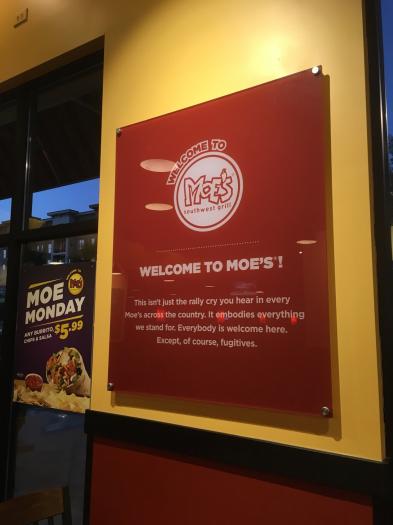 WELCOME TO
MOE'S
southwest grill
WELCOME TO MOE'S®!
This isn't just the rally cry you hear in every
Moe's across the country. It embodies everything
we stand for. Everybody is welcome here.
Except, of course, fugitives.
MOE
MONDAY
ANY BURRITO,
CHIPS & SALSA
$5.99